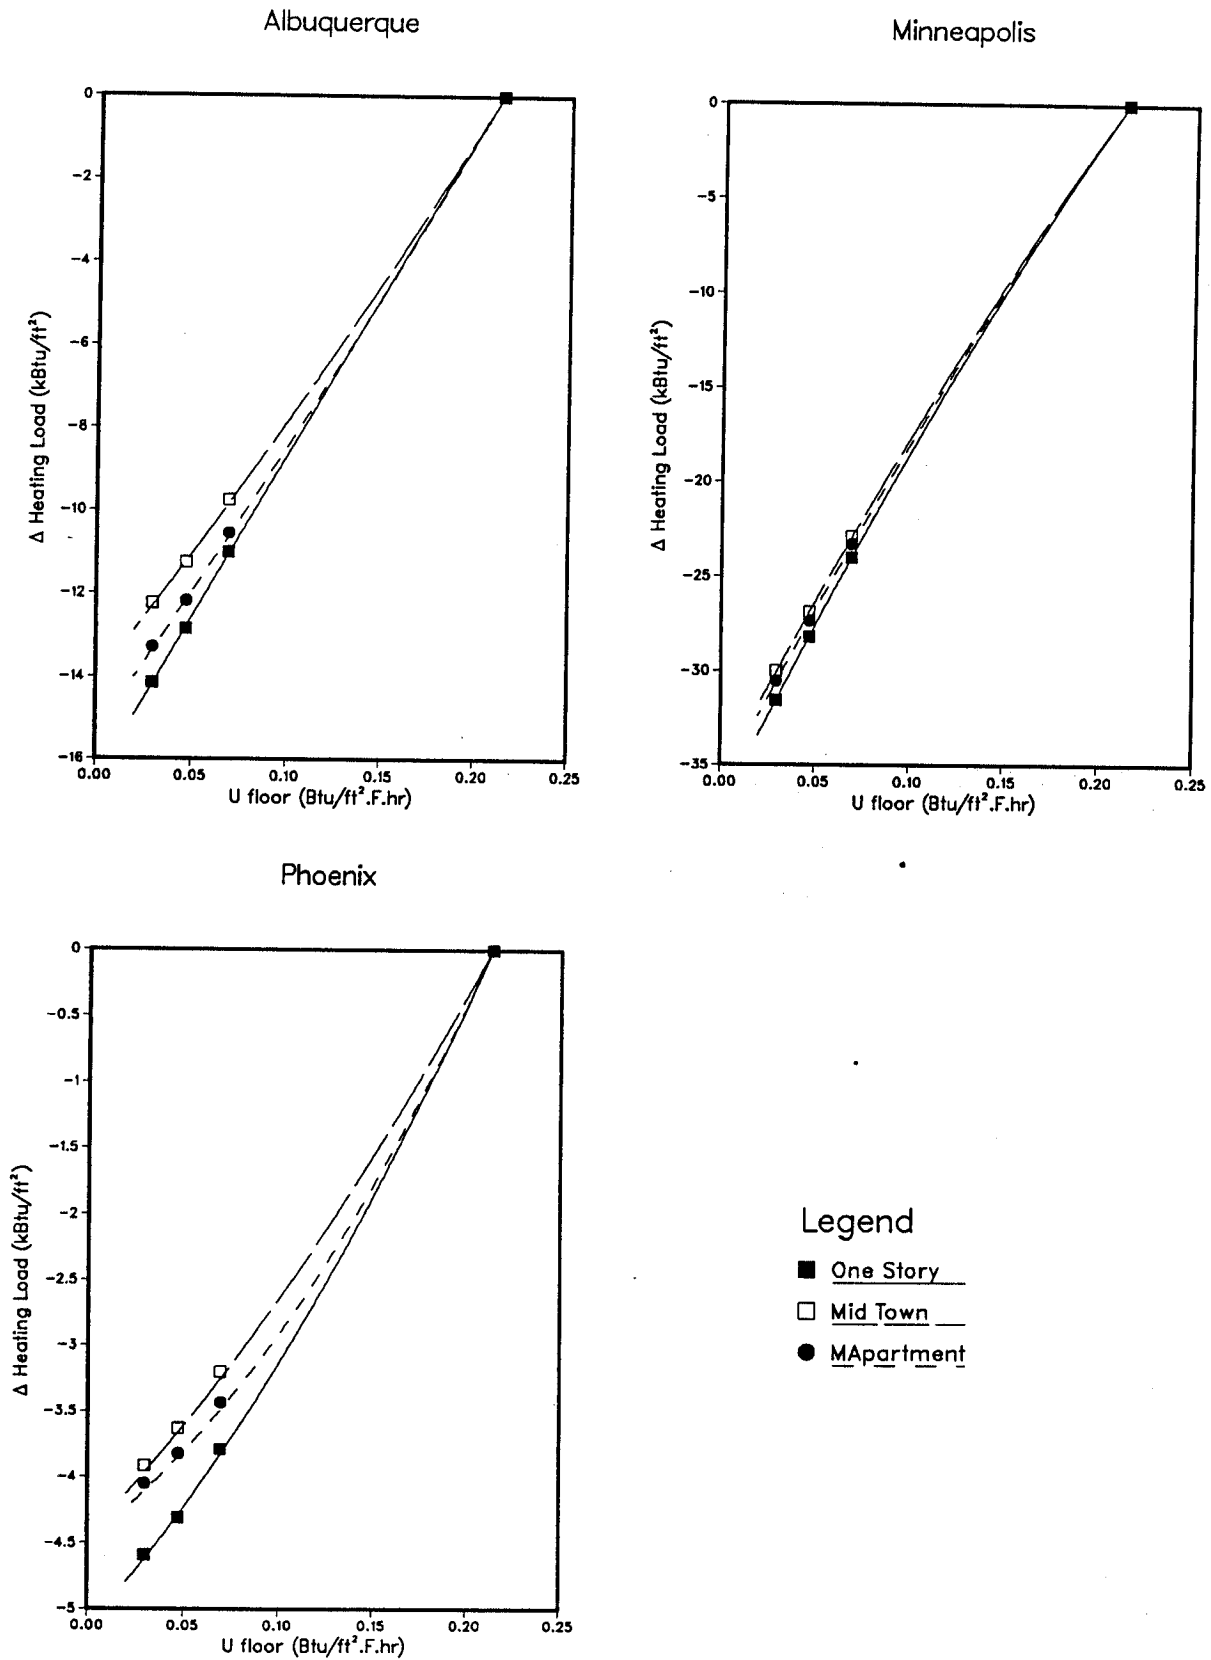 Albuquerque
0
-2
-4
-6
-8
-10
-12
-14
-16
Δ Heating Load (kBtu/ft²)
0.00 0.05 0.10 0.15 0.20 0.25
U floor (Btu/ft².F.hr)
Minneapolis
0
-5
-10
-15
-20
-25
-30
-35
Δ Heating Load (kBtu/ft²)
0.00 0.05 0.10 0.15 0.20 0.25
U floor (Btu/ft².F.hr)
Phoenix
0
-0.5
-1
-1.5
-2
-2.5
-3
-3.5
-4
-4.5
-5
Δ Heating Load (kBtu/ft²)
0.00 0.05 0.10 0.15 0.20 0.25
U floor (Btu/ft².F.hr)
Legend
One Story
Mid Town
MApartment